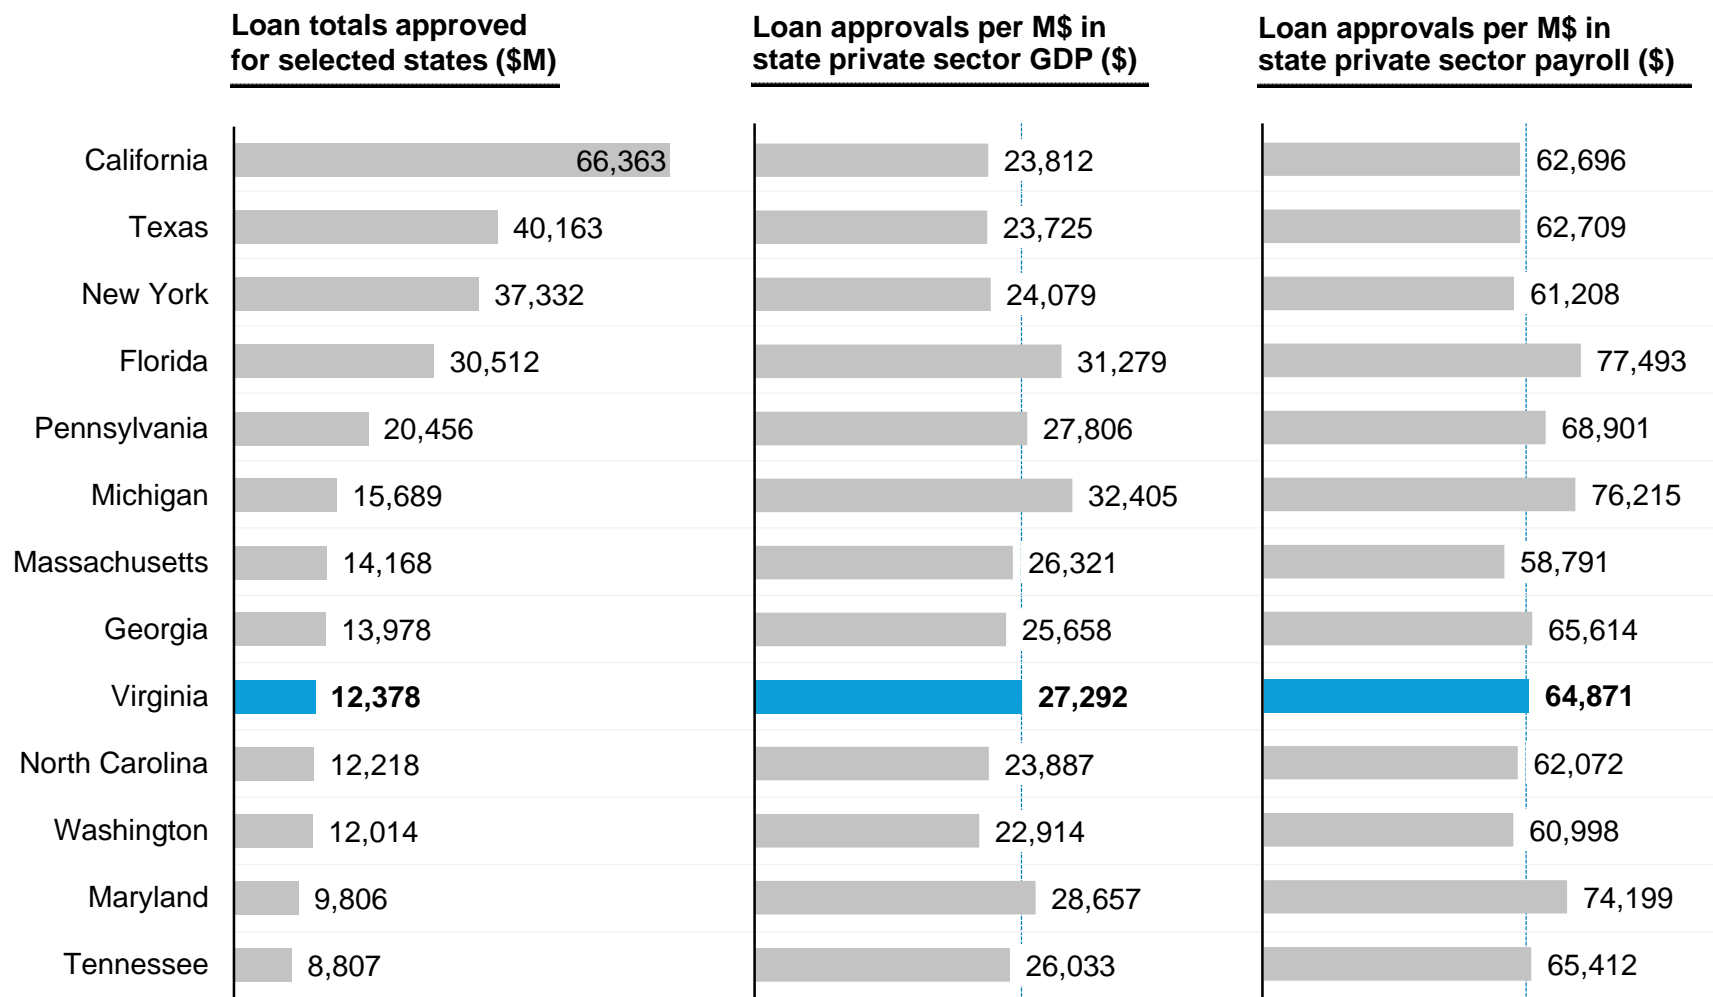 Loan totals approved
for selected states ($M)
Loan approvals per M$ in
state private sector GDP ($)
Loan approvals per M$ in
state private sector payroll ($)
California 66,363 23,812 62,696
Texas 40,163 23,725 62,709
New York 37,332 24,079 61,208
Florida 30,512 31,279 77,493
Pennsylvania 20,456 27,806 68,901
Michigan 15,689 32,405 76,215
Massachusetts 14,168 26,321 58,791
Georgia 13,978 25,658 65,614
Virginia 12,378 27,292 64,871
North Carolina 12,218 23,887 62,072
Washington 12,014 22,914 60,998
Maryland 9,806 28,657 74,199
Tennessee 8,807 26,033 65,412